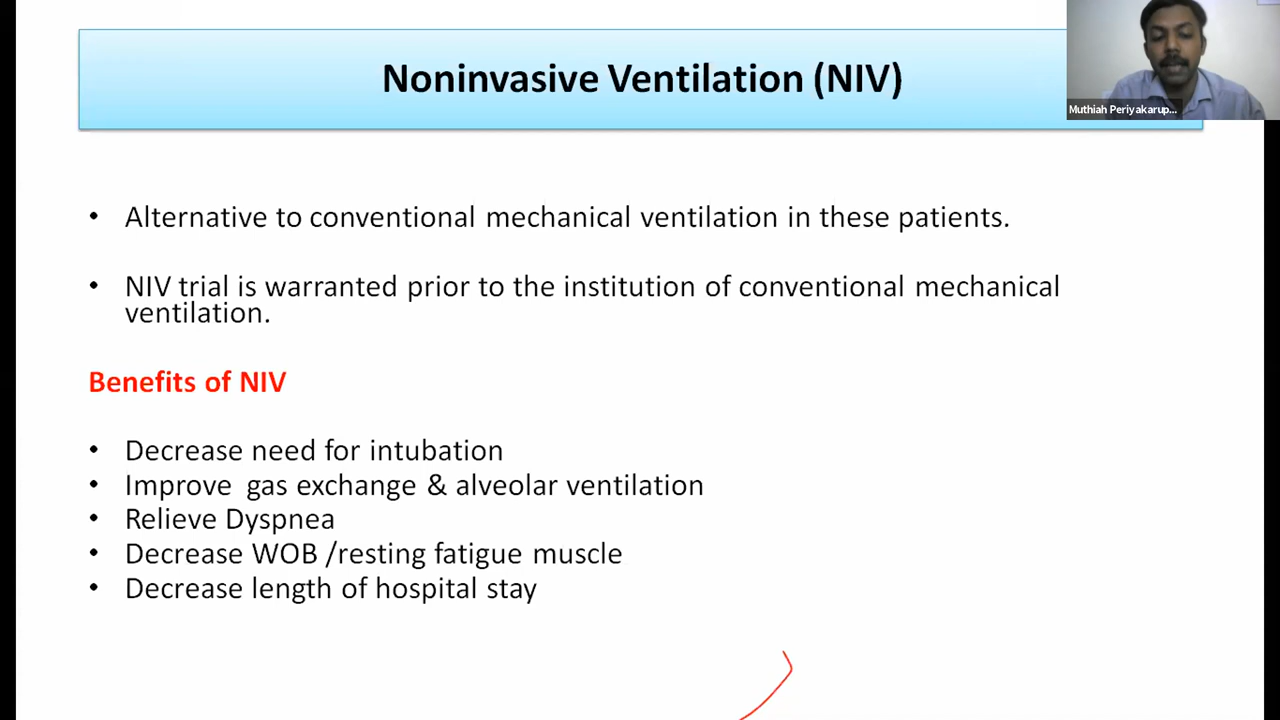 Noninvasive Ventilation (NIV)
Muthiah Periyakarup...
• Alternative to conventional mechanical ventilation in these patients.
• NIV trial is warranted prior to the institution of conventional mechanical
ventilation.
Benefits of NIV
• Decrease need for intubation
• Improve gas exchange & alveolar ventilation
• Relieve Dyspnea
• Decrease WOB /resting fatigue muscle
• Decrease length of hospital stay